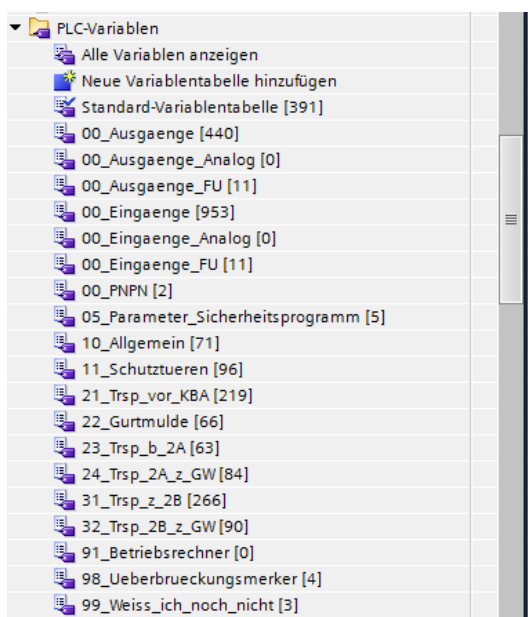 PLC-Variablen
Alle Variablen anzeigen
Neue Variablentabelle hinzufügen
Standard-Variablentabelle [391]
00_Ausgaenge [440]
00_Ausgaenge_Analog [0]
00_Ausgaenge_FU [11]
00_Eingaenge [953]
00_Eingaenge_Analog [0]
00_Eingaenge_FU [11]
00_PNPN [2]
05_Parameter_Sicherheitsprogramm [5]
10_Allgemein [71]
11_Schutztueren [96]
21_Trsp_vor_KBA [219]
22_Gurtmulde [66]
23_Trsp_b_2A [63]
24_Trsp_2A_z_GW [84]
31_Trsp_z_2B [266]
32_Trsp_2B_z_GW [90]
91_Betriebsrechner [0]
98_Ueberbrueckungsmerker [4]
99_Weiss_ich_noch_nicht [3]